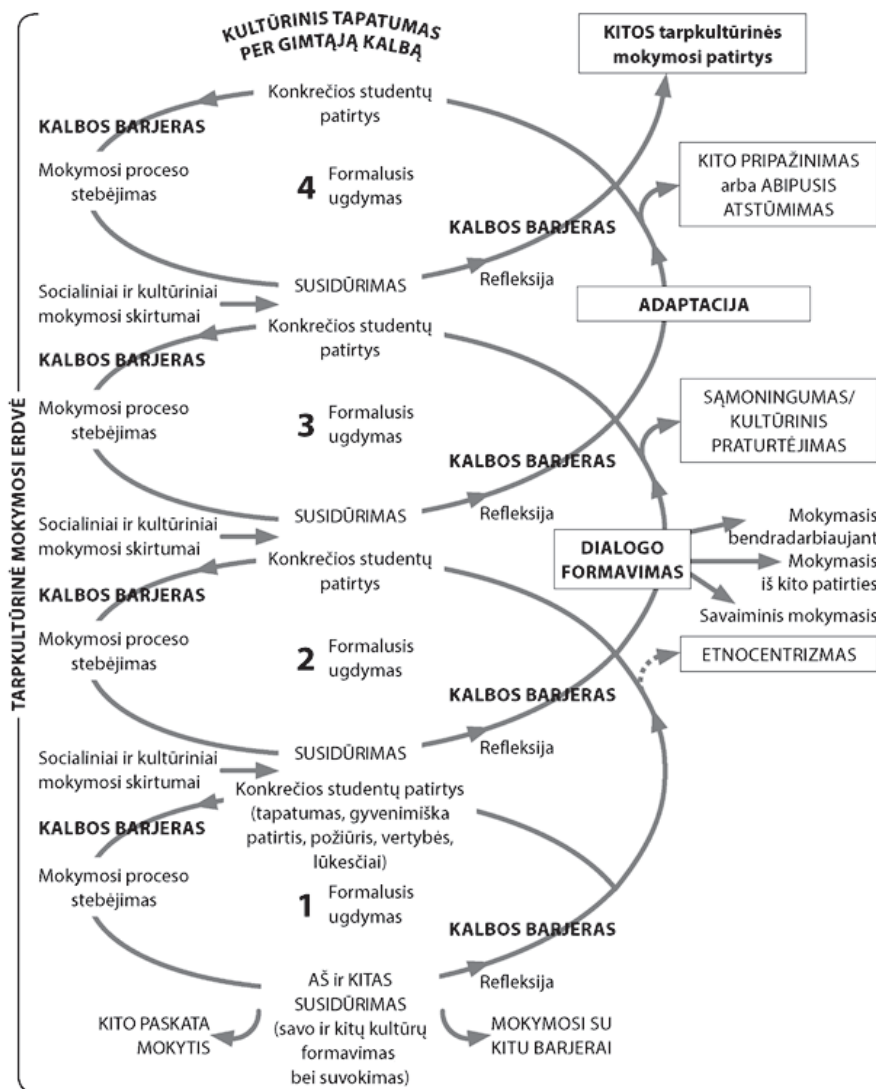 KULTŪRINIS TAPATUMAS
PER GIMTĄJĄ KALBĄ
KITOS tarpkultūrinės
mokymosi patirtys
Konkrečios studentų
patirtys
KALBOS BARJERAS
Mokymosi proceso
stebėjimas
4
Formalusis
ugdymas
KITO PRIPAŽINIMAS
arba ABIPUSIS
ATSTŪMIMAS
KALBOS BARJERAS
SUSIDŪRIMAS
Refleksija
Socialiniai ir kultūriniai
mokymosi skirtumai
ADAPTACIJA
Konkrečios studentų
patirtys
KALBOS BARJERAS
Mokymosi proceso
stebėjimas
3
Formalusis
ugdymas
SĄMONINGUMAS/
KULTŪRINIS
PRATURTĖJIMAS
KALBOS BARJERAS
SUSIDŪRIMAS
Refleksija
Socialiniai ir kultūriniai
mokymosi skirtumai
DIALOGO
FORMAVIMAS
Mokymasis
bendradarbiaujant
Mokymasis
iš kito patirties
Savaiminis mokymasis
Konkrečios studentų
patirtys
KALBOS BARJERAS
Mokymosi proceso
stebėjimas
2
Formalusis
ugdymas
ETNOCENTRIZMAS
KALBOS BARJERAS
SUSIDŪRIMAS
Refleksija
Socialiniai ir kultūriniai
mokymosi skirtumai
Konkrečios studentų patirtys
(tapatumas, gyvenimiška
patirtis, požiūris, vertybės,
lūkesčiai)
KALBOS BARJERAS
Mokymosi proceso
stebėjimas
1
Formalusis
ugdymas
KALBOS BARJERAS
AŠ ir KITAS
SUSIDŪRIMAS
(savo ir kitų kultūrų
formavimas
bei suvokimas)
Refleksija
KITO PASKATA
MOKYTIS
MOKYMOSI SU
KITU BARJERAI
TARPKULTŪRINĖ MOKYMOSI ERDVĖ